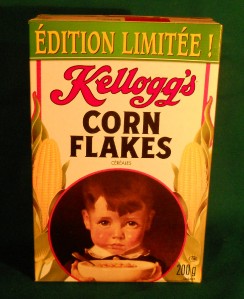 ÉDITION LIMITÉE !
Kellogg's
CORN
FLAKES
CÉRÉALES
200g